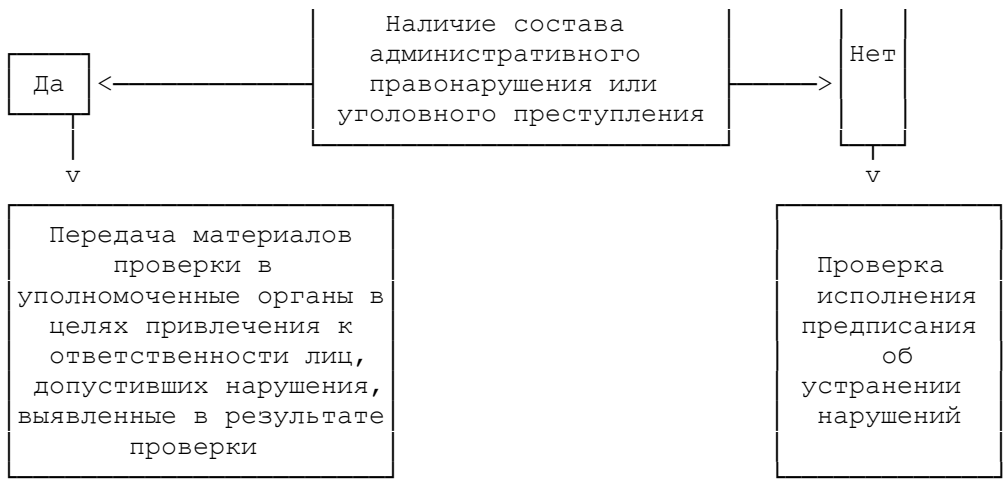 Наличие состава
административного
правонарушения или
уголовного преступления
Да
Нет
Передача материалов
проверки в
уполномоченные органы в
целях привлечения к
ответственности лиц,
допустивших нарушения,
выявленные в результате
проверки
Проверка
исполнения
предписания
об
устранении
нарушений